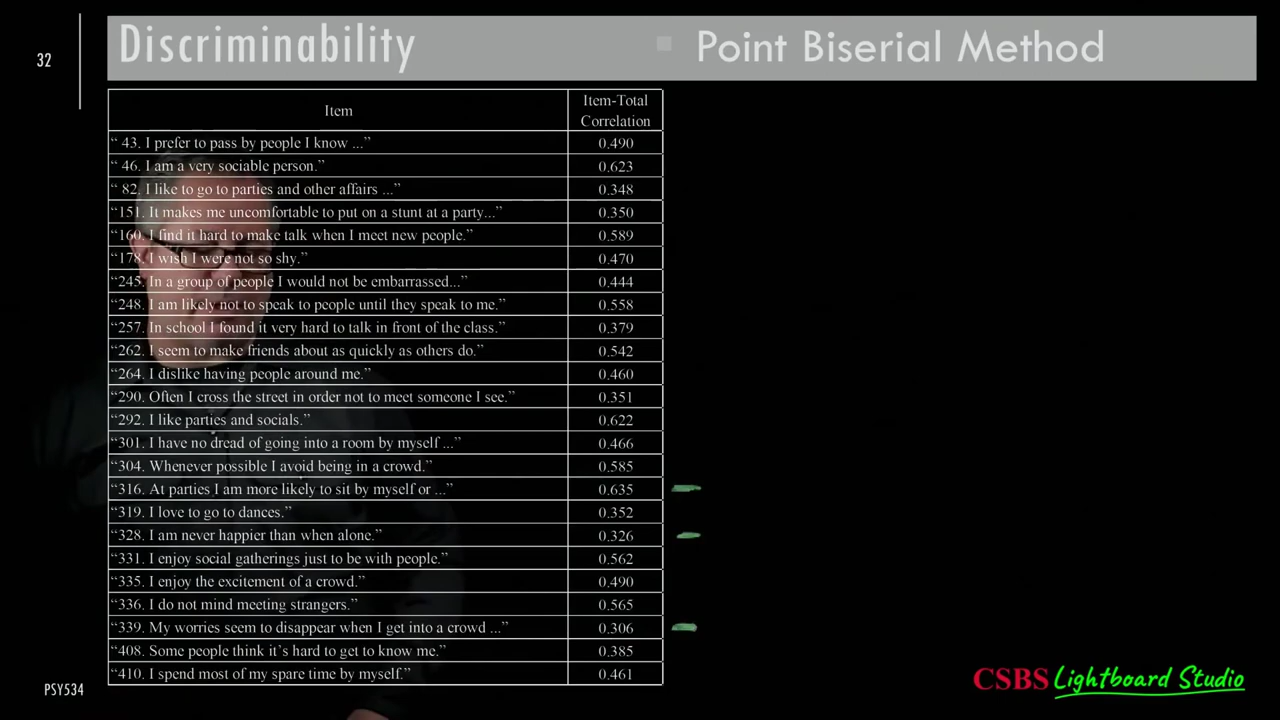 32
Discriminability
Point Biserial Method
Item
Item-Total
Correlation
“ 43. I prefer to pass by people I know ...” 0.490
“ 46. I am a very sociable person.” 0.623
“ 82. I like to go to parties and other affairs ...” 0.348
“151. It makes me uncomfortable to put on a stunt at a party...” 0.350
“160. I find it hard to make talk when I meet new people.” 0.589
“178. I wish I were not so shy.” 0.470
“245. In a group of people I would not be embarrassed...” 0.444
“248. I am likely not to speak to people until they speak to me.” 0.558
“257. In school I found it very hard to talk in front of the class.” 0.379
“262. I seem to make friends about as quickly as others do.” 0.542
“264. I dislike having people around me.” 0.460
“290. Often I cross the street in order not to meet someone I see.” 0.351
“292. I like parties and socials.” 0.622
“301. I have no dread of going into a room by myself ...” 0.466
“304. Whenever possible I avoid being in a crowd.” 0.585
“316. At parties I am more likely to sit by myself or ...” 0.635
“319. I love to go to dances.” 0.352
“328. I am never happier than when alone.” 0.326
“331. I enjoy social gatherings just to be with people.” 0.562
“335. I enjoy the excitement of a crowd.” 0.490
“336. I do not mind meeting strangers.” 0.565
“339. My worries seem to disappear when I get into a crowd ...” 0.306
“408. Some people think it's hard to get to know me.” 0.385
“410. I spend most of my spare time by myself.” 0.461
PSY534
CSBS Lightboard Studio